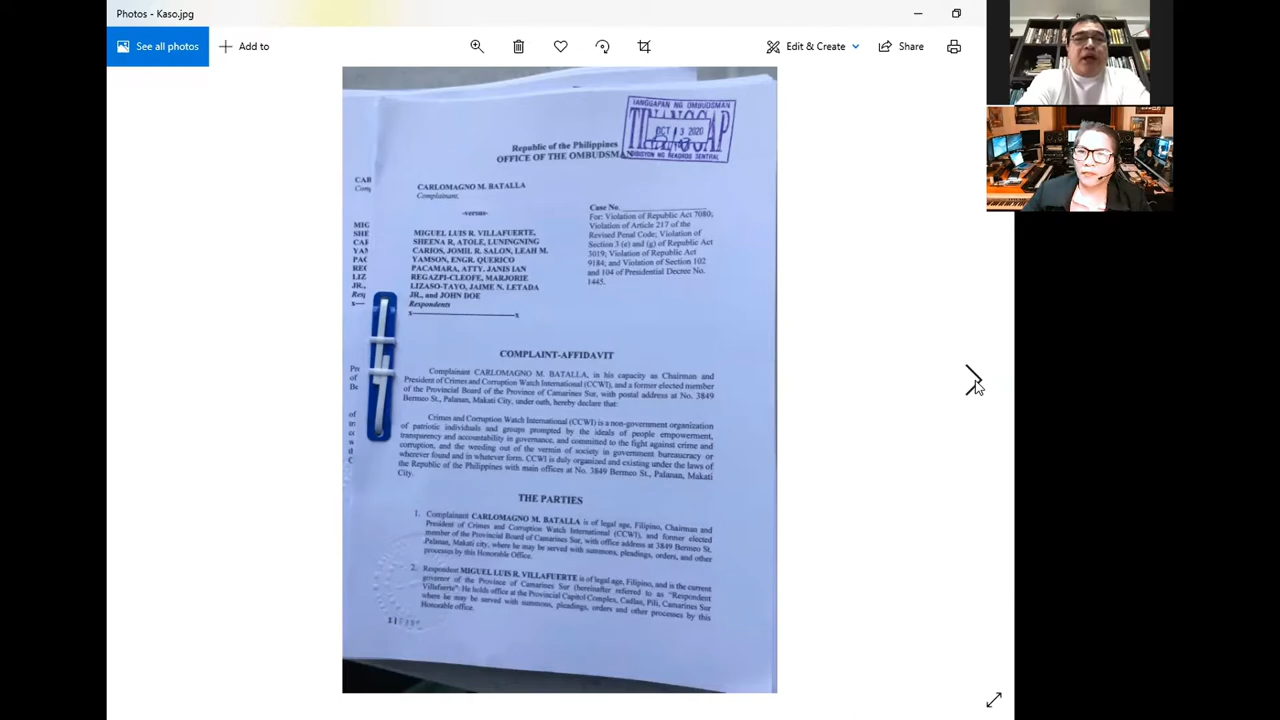 Photos - Kaso.jpg
See all photos
Add to
Edit & Create
Share
TANGGAPAN NG OMBUDSMAN
TINANGGAP
OCT 13 2020
DIBISYON NG REKORDS SENTRAL
Republic of the Philippines
OFFICE OF THE OMBUDSMAN
CARLOMAGNO M. BATALLA
Complainant,
-versus-
MIGUEL LUIS R. VILLAFUERTE,
SHEENA R. ATOLE, LUNINGNING
CARIOS, JOMIL R. SALON, LEAH M.
YAMSON, ENGR. QUERICO
PACAMARA, ATTY. JANIS IAN
REGAZPI-CLEOFE, MARJORIE
LIZASO-TAYO, JAIME N. LETADA
JR., and JOHN DOE
Respondents
x-----x
Case No.
For: Violation of Republic Act 7080;
Violation of Article 217 of the
Revised Penal Code; Violation of
Section 3 (e) and (g) of Republic Act
3019; Violation of Republic Act
9184; and Violation of Section 102
and 104 of Presidential Decree No.
1445.
COMPLAINT-AFFIDAVIT
Complainant CARLOMAGNO M. BATALLA, in his capacity as Chairman and
President of Crimes and Corruption Watch International (CCWI), and a former elected member
of the Provincial Board of the Province of Camarines Sur, with postal address at No. 3849
Bermeo St., Palanan, Makati City, under oath, hereby declare that:
Crimes and Corruption Watch International (CCWI) is a non-government organization
of patriotic individuals and groups prompted by the ideals of people empowerment,
transparency and accountability in governance, and committed to the fight against crime and
corruption, and the weeding out of the vermin of society in government bureaucracy or
wherever found and in whatever form. CCWI is duly organized and existing under the laws of
the Republic of the Philippines with main offices at No. 3849 Bermeo St., Palanan, Makati
City.
THE PARTIES
1. Complainant CARLOMAGNO M. BATALLA is of legal age, Filipino, Chairman and
President of Crimes and Corruption Watch International (CCWI), and former elected
member of the Provincial Board of Camarines Sur, with office address at 3849 Bermeo St.
Palanan, Makati city, where he may be served with summons, pleadings, orders, and other
processes by this Honorable Office.
2. Respondent MIGUEL LUIS R. VILLAFUERTE is of legal age, Filipino, and is the current
governor of the Province of Camarines Sur (hereinafter referred to as "Respondent
Villafuerte". He holds office at the Provincial Capitol Complex, Cadlan, Pili, Camarines Sur
where he may be served with summons, pleadings, orders and other processes by this
Honorable office.